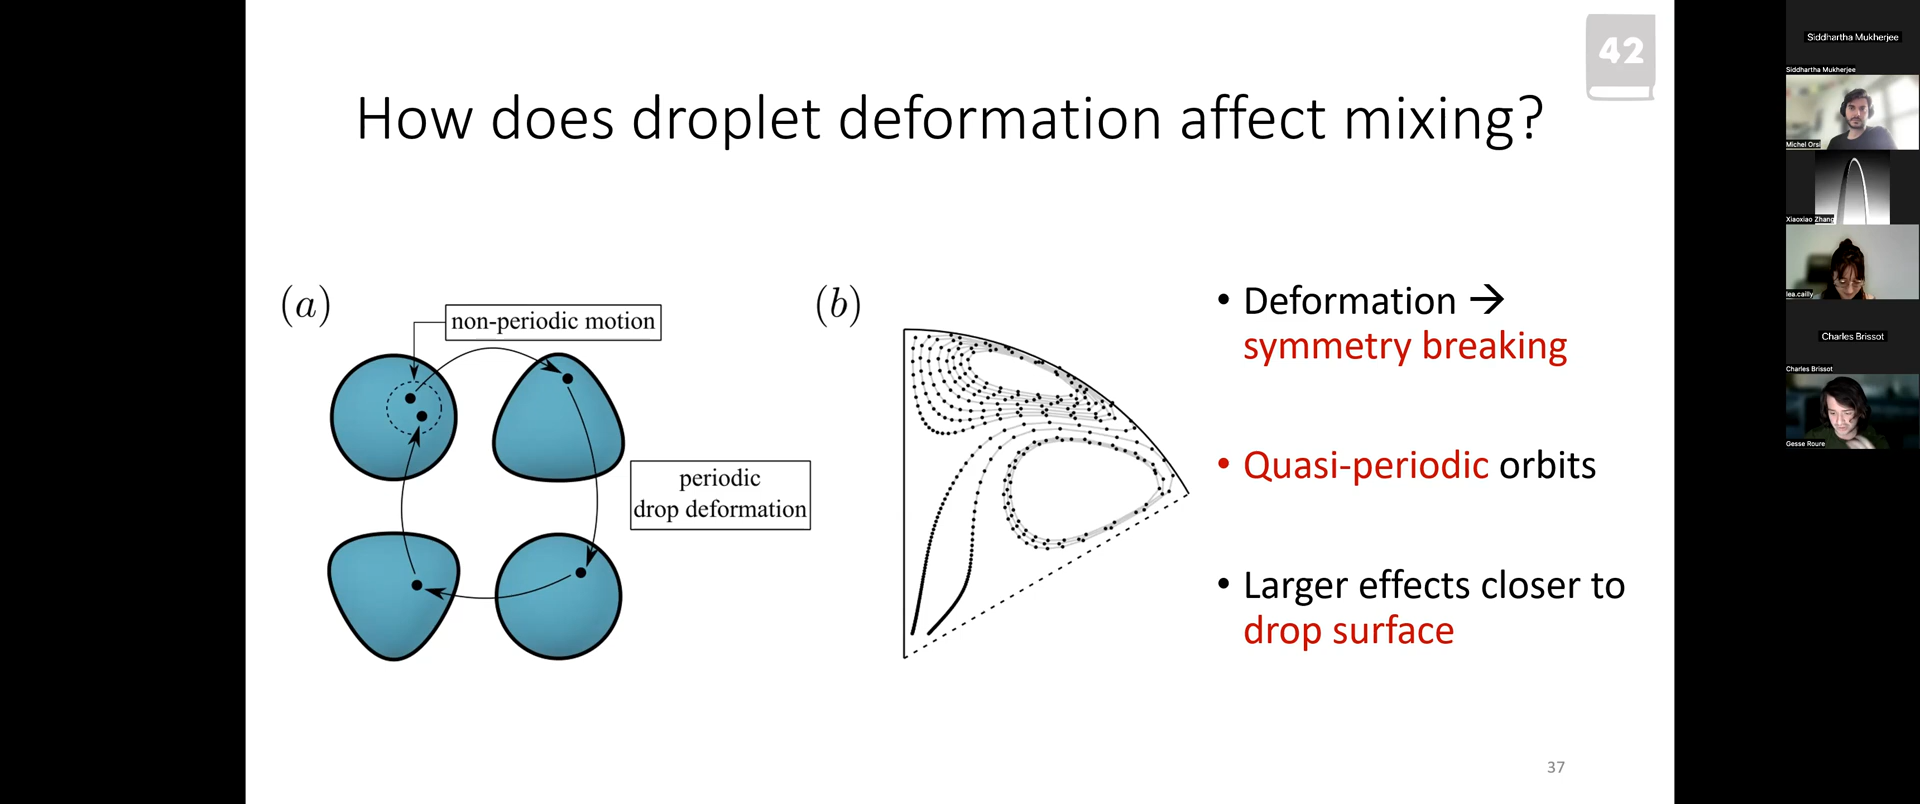 42
How does droplet deformation affect mixing?
(a)
non-periodic motion
periodic
drop deformation
(b)
• Deformation →
symmetry breaking
• Quasi-periodic orbits
• Larger effects closer to
drop surface
37
Siddhartha Mukherjee
Siddhartha Mukherjee
Michel Orsi
Xiaoxiao Zhang
lea.cailly
Charles Brissot
Charles Brissot
Gesse Roure